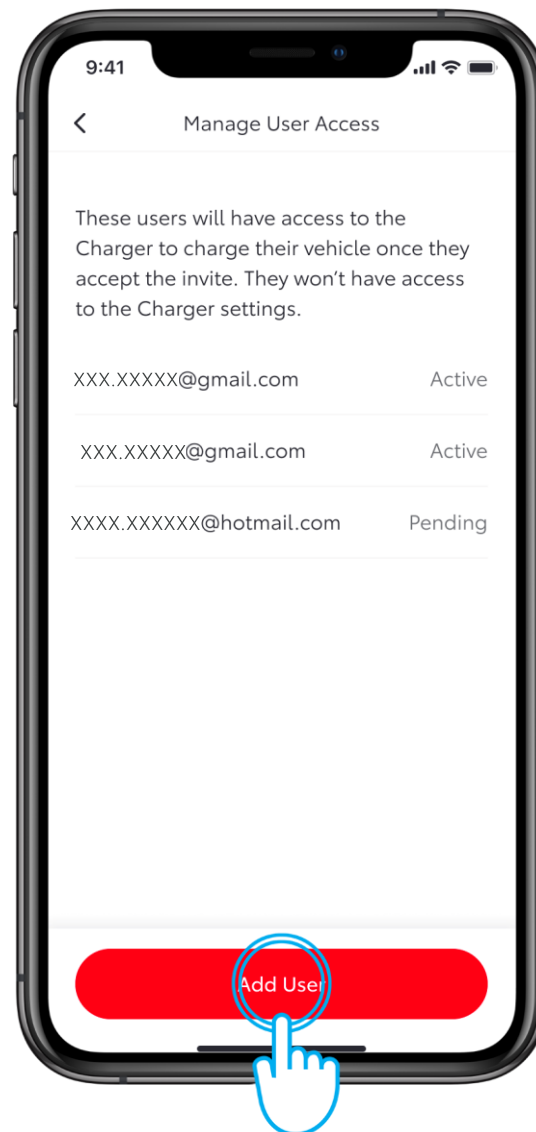 9:41
Manage User Access
These users will have access to the
Charger to charge their vehicle once they
accept the invite. They won't have access
to the Charger settings.
XXX.XXXXX@gmail.com Active
XXX.XXXXX@gmail.com Active
XXXX.XXXXXX@hotmail.com Pending
Add User